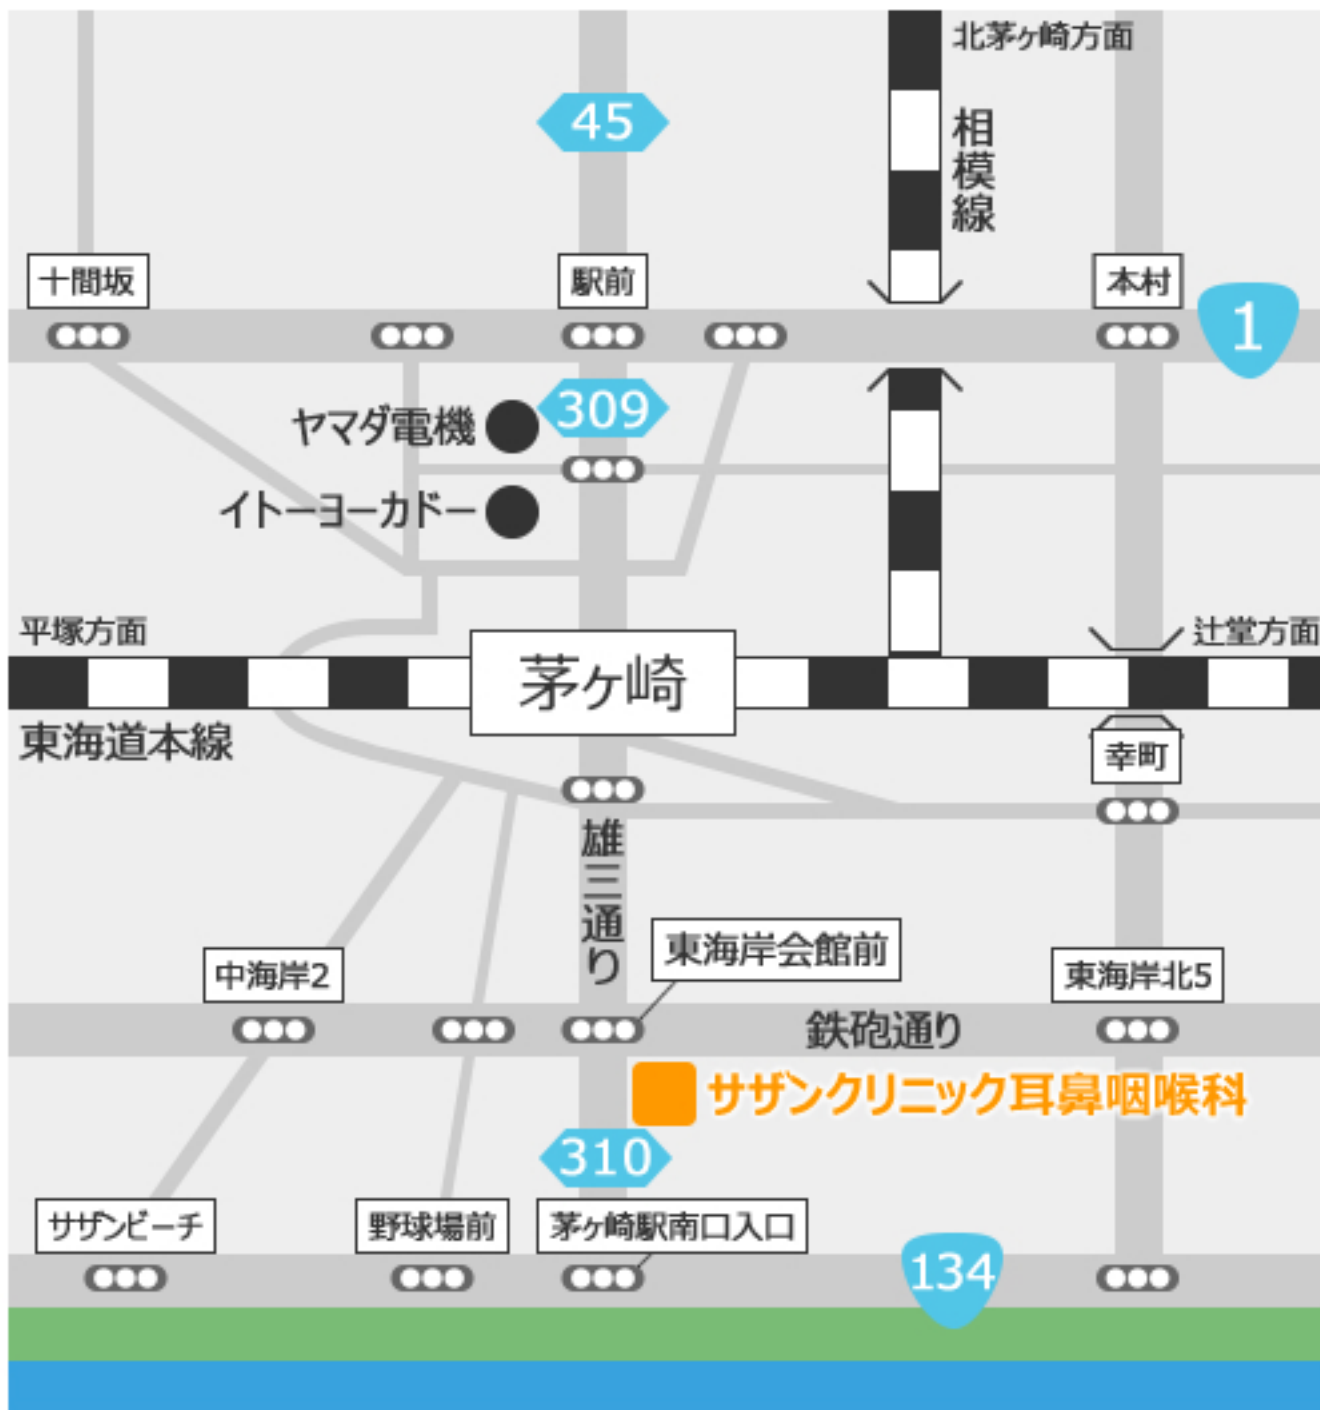 北茅ヶ崎方面
45
相模線
十間坂
駅前
本村
1
309
ヤマダ電機
イトーヨーカドー
平塚方面
辻堂方面
茅ヶ崎
東海道本線
幸町
雄三通り
東海岸会館前
中海岸2
東海岸北5
鉄砲通り
サザンクリニック耳鼻咽喉科
310
サザンビーチ
野球場前
茅ヶ崎駅南口入口
134